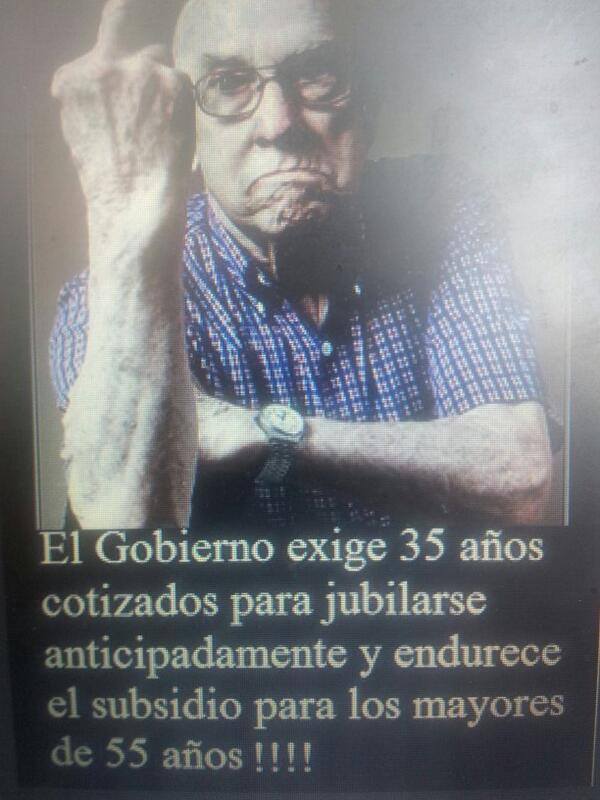 El Gobierno exige 35 años
cotizados para jubilarse
anticipadamente y endurece
el subsidio para los mayores
de 55 años !!!!